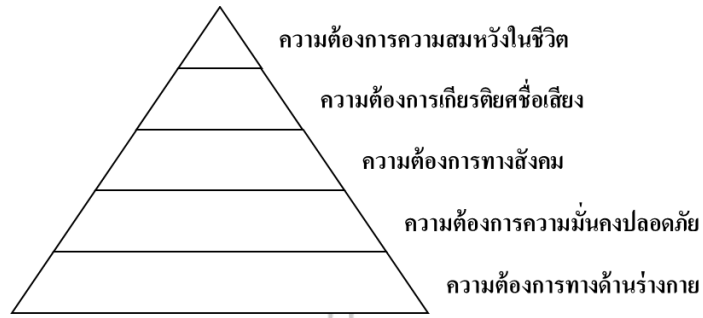 ความต้องการความสมหวังในชีวิต
ความต้องการเกียรติยศชื่อเสียง
ความต้องการทางสังคม
ความต้องการความมั่นคงปลอดภัย
ความต้องการทางด้านร่างกาย